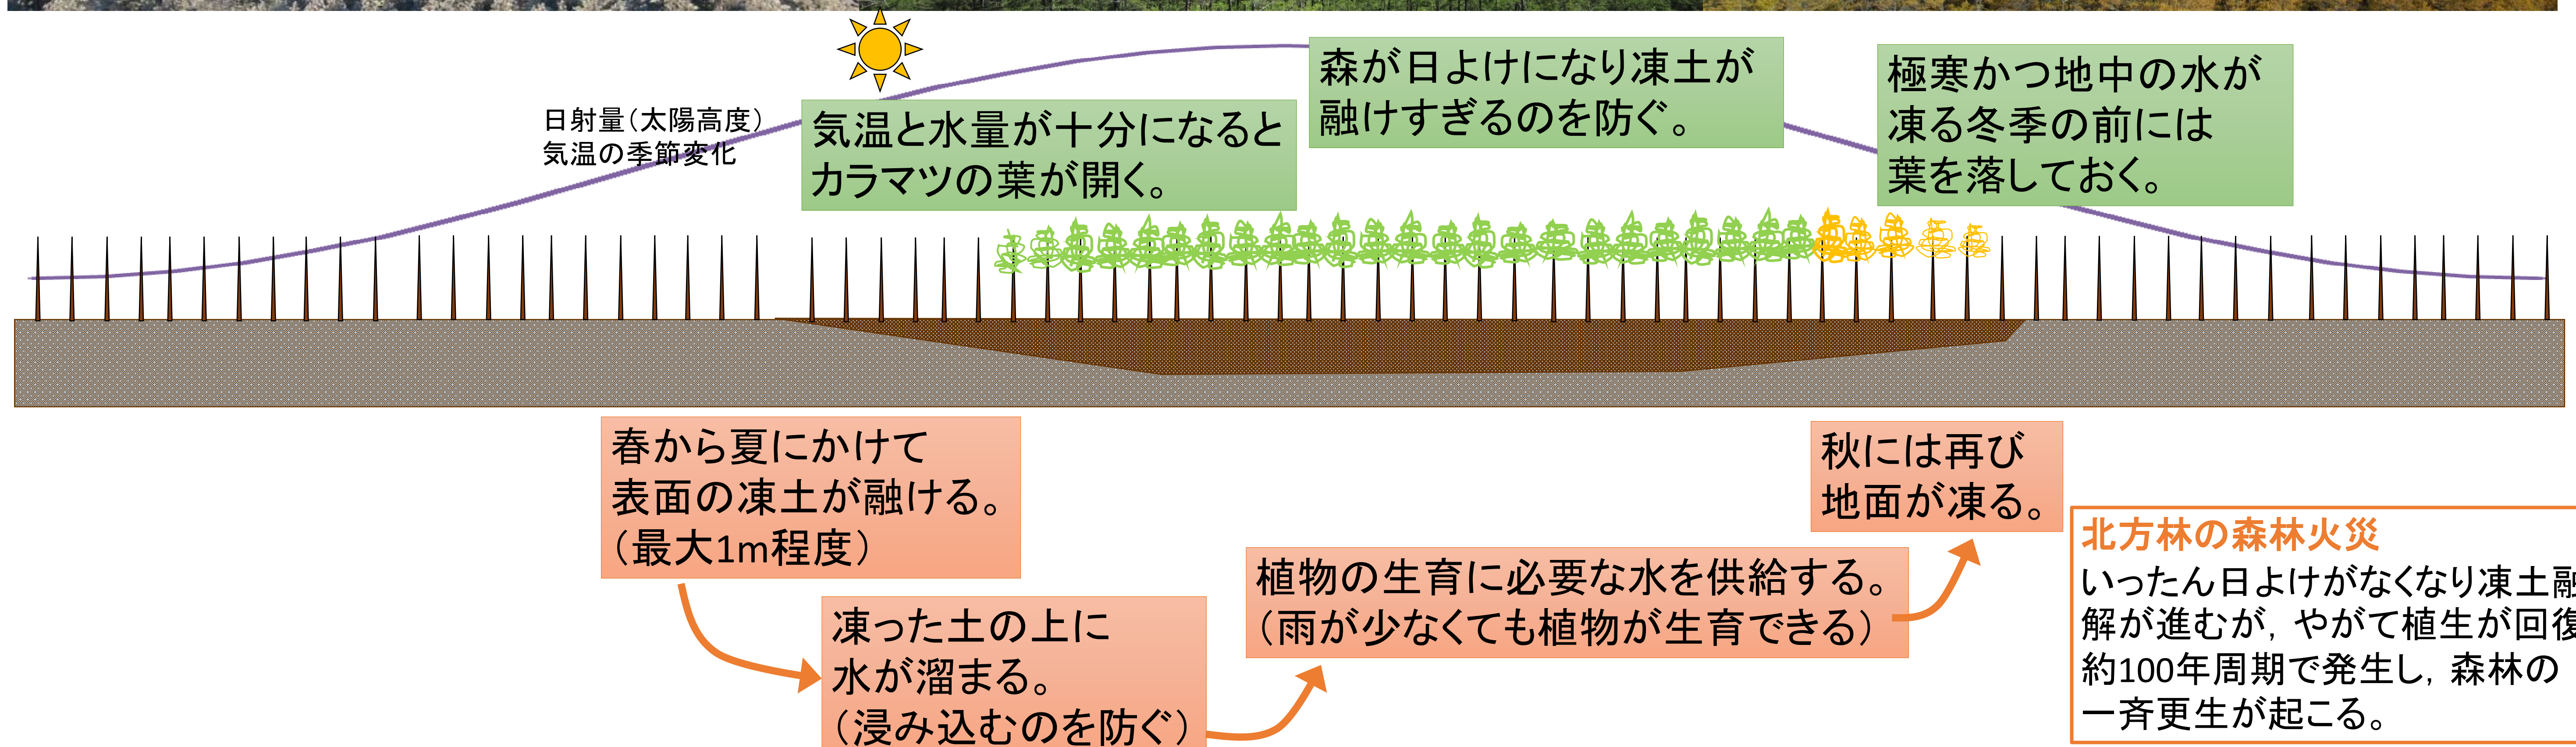 日射量(太陽高度)
気温の季節変化
気温と水量が十分になると
カラマツの葉が開く。
森が日よけになり凍土が
融けすぎるのを防ぐ。
極寒かつ地中の水が
凍る冬季の前には
葉を落しておく。
春から夏にかけて
表面の凍土が融ける。
(最大1m程度)
凍った土の上に
水が溜まる。
(浸み込むのを防ぐ)
植物の生育に必要な水を供給する。
(雨が少なくても植物が生育できる)
秋には再び
地面が凍る。
北方林の森林火災
いったん日よけがなくなり凍土融
解が進むが, やがて植生が回復
約100年周期で発生し, 森林の
一斉更生が起こる。